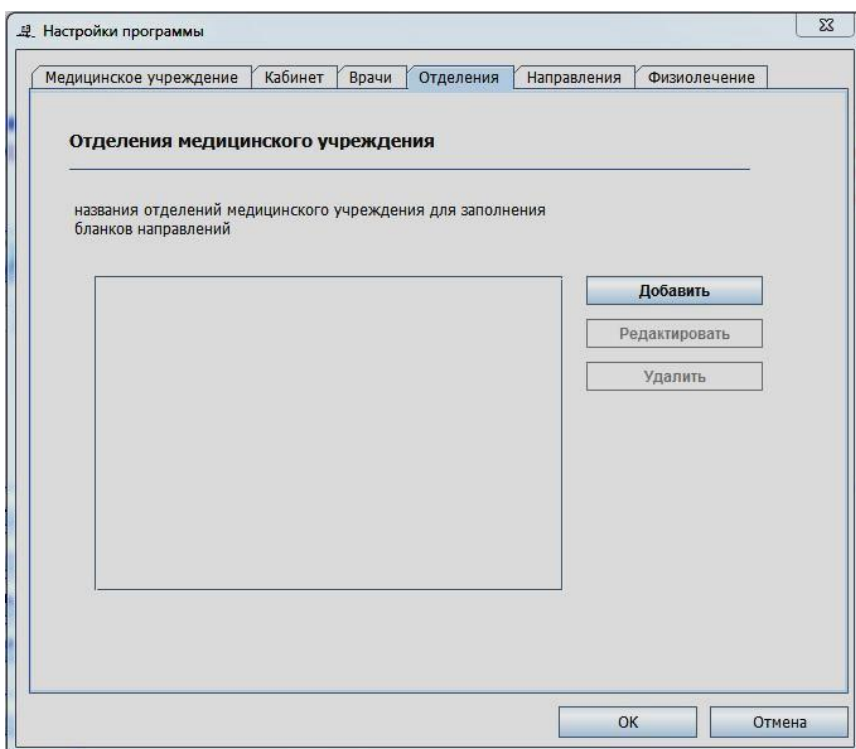 Настройки программы
Медицинское учреждение Кабинет Врачи Отделения Направления Физиолечение
Отделения медицинского учреждения
названия отделений медицинского учреждения для заполнения
бланков направлений
Добавить
Редактировать
Удалить
OK Отмена